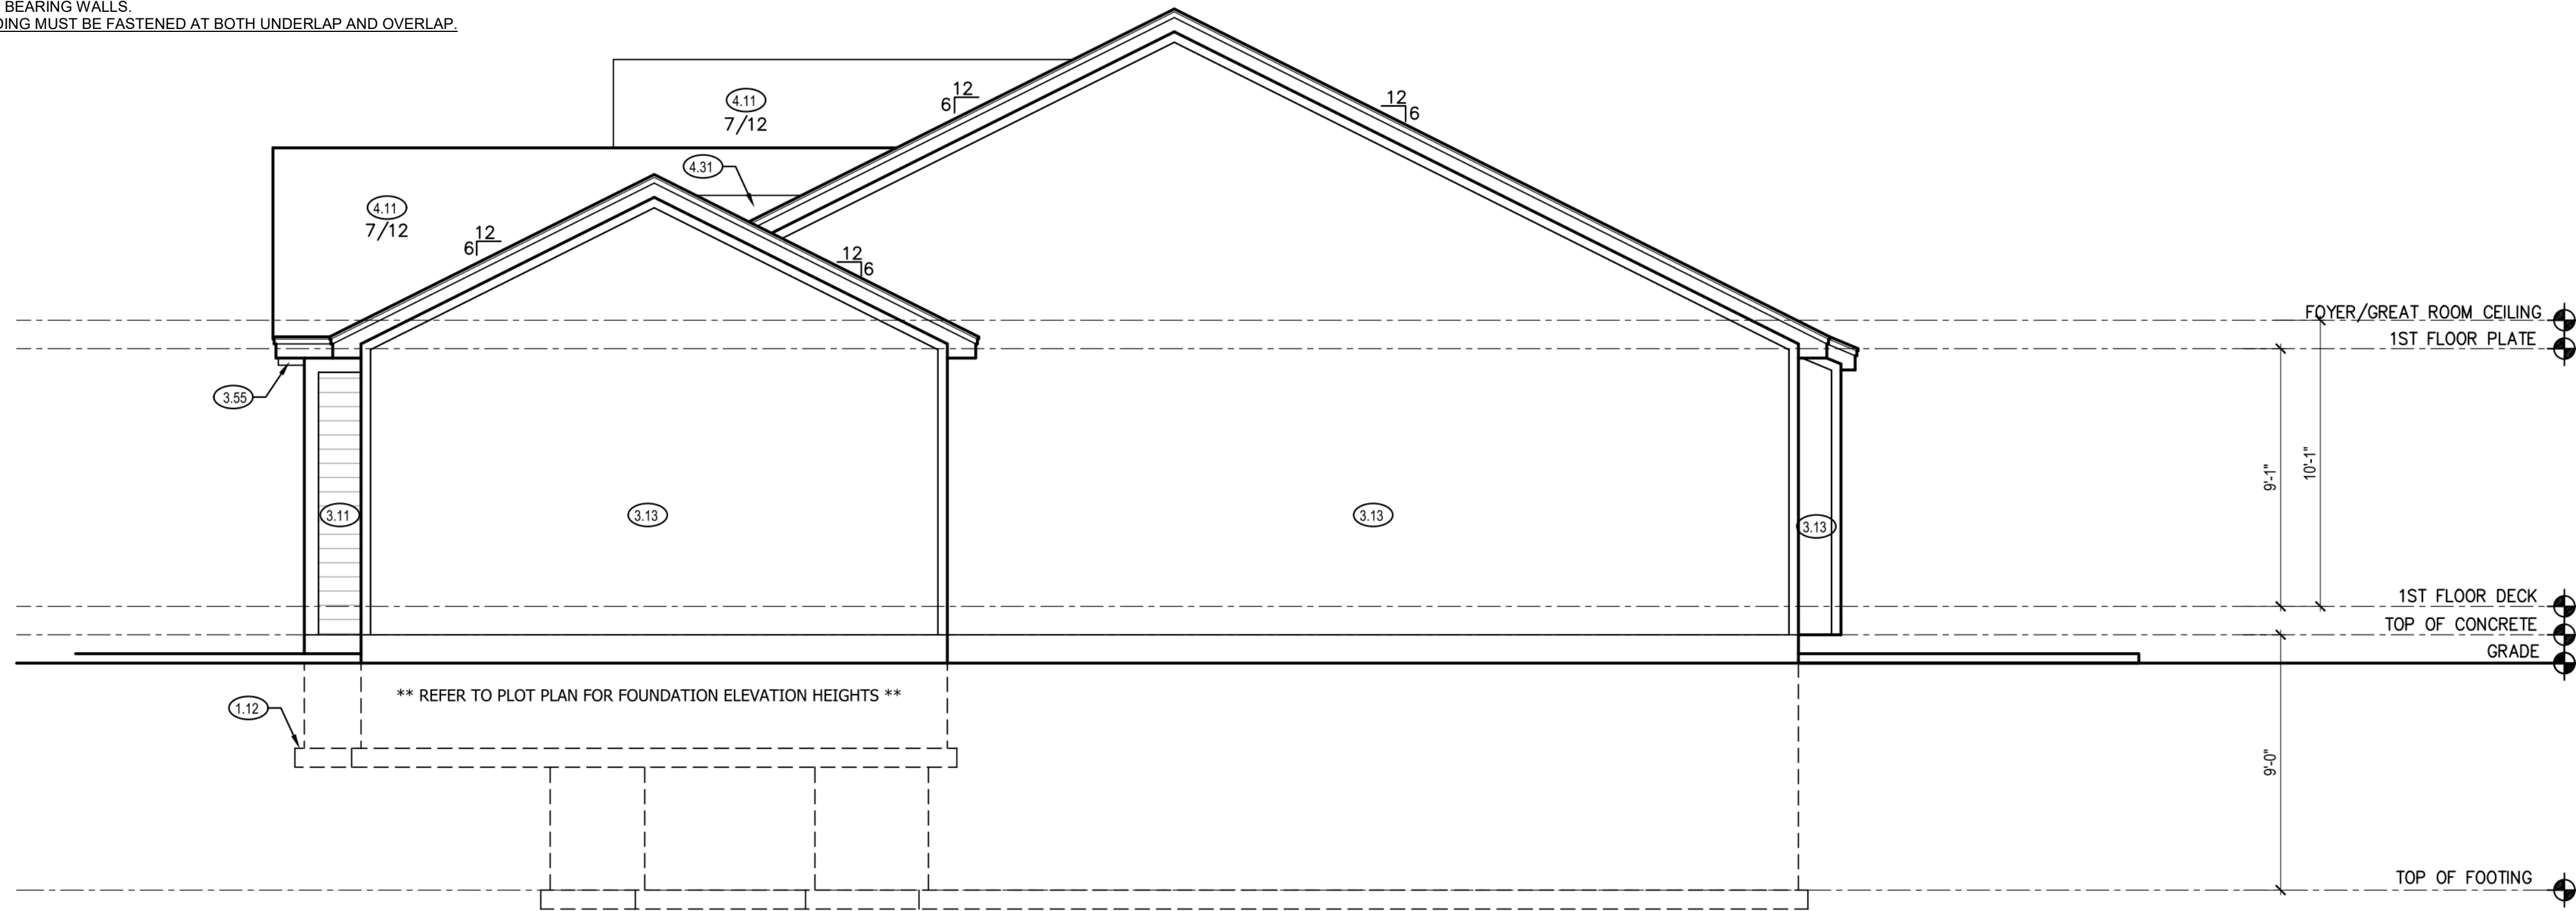 BEARING WALLS.
DING MUST BE FASTENED AT BOTH UNDERLAP AND OVERLAP.
4.11
7/12
12
6
12
6
4.31
4.11
7/12
12
6
12
6
FOYER/GREAT ROOM CEILING
1ST FLOOR PLATE
3.55
9'-1"
10'-1"
3.11
3.13
3.13
3.13
1ST FLOOR DECK
TOP OF CONCRETE
GRADE
** REFER TO PLOT PLAN FOR FOUNDATION ELEVATION HEIGHTS **
1.12
9'-0"
TOP OF FOOTING